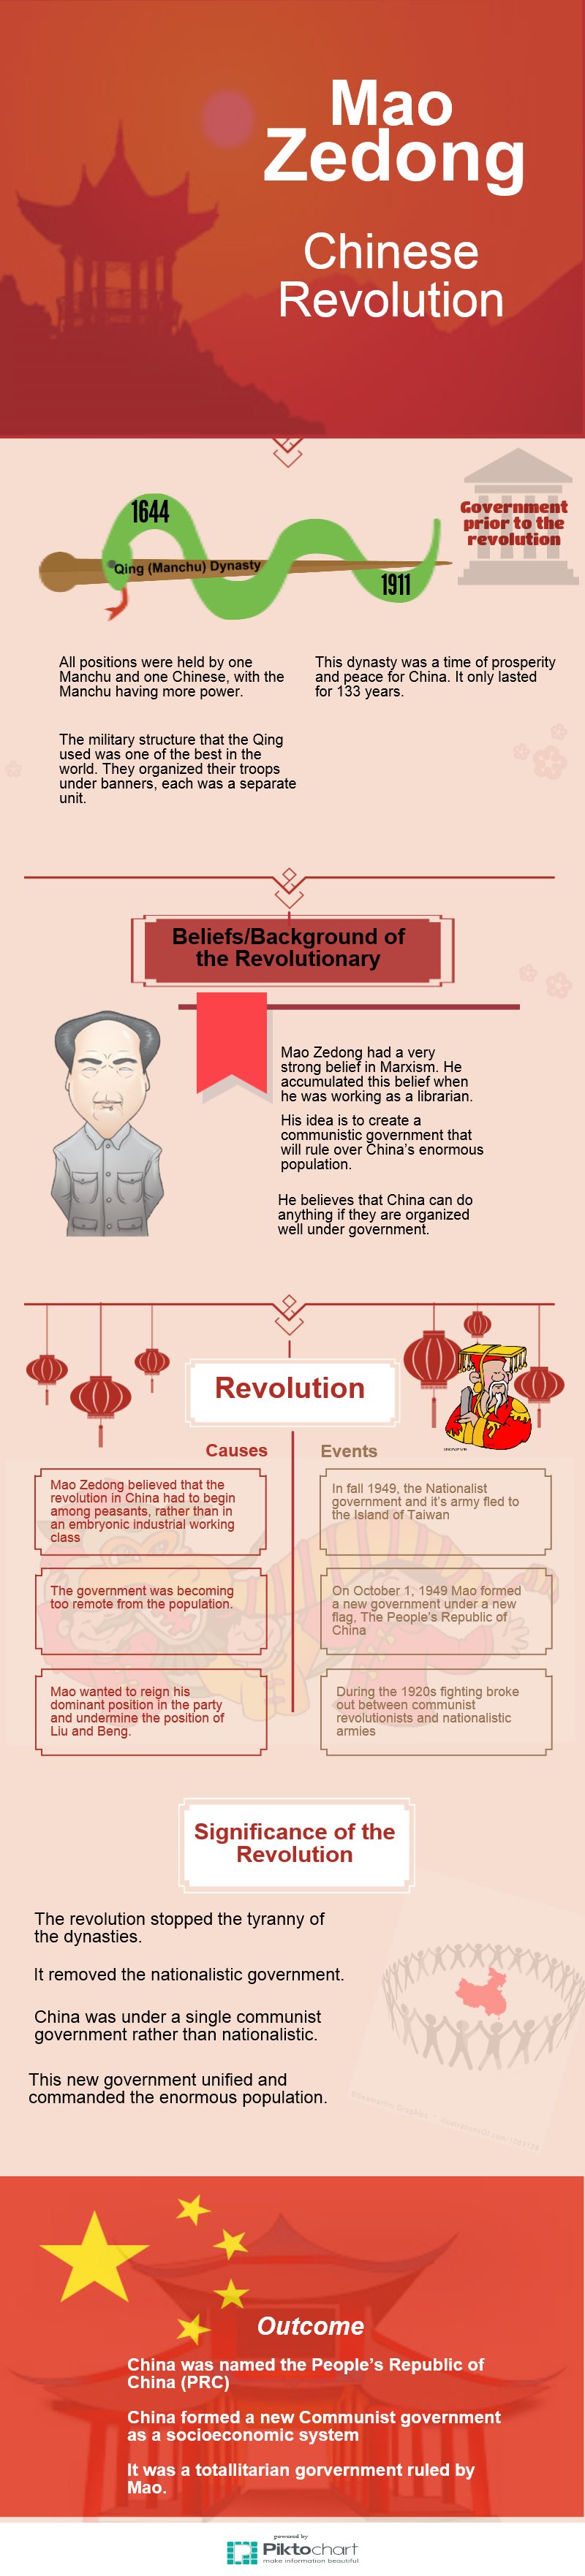 Mao
Zedong
Chinese
Revolution
1644
Qing (Manchu) Dynasty
1911
Government
prior to the
revolution
All positions were held by one
Manchu and one Chinese, with the
Manchu having more power.
This dynasty was a time of prosperity
and peace for China. It only lasted
for 133 years.
The military structure that the Qing
used was one of the best in the
world. They organized their troops
under banners, each was a separate
unit.
Beliefs/Background of
the Revolutionary
Mao Zedong had a very
strong belief in Marxism. He
accumulated this belief when
he was working as a librarian.
His idea is to create a
communistic government that
will rule over China's enormous
population.
He believes that China can do
anything if they are organized
well under government.
Revolution
Causes
Mao Zedong believed that the
revolution in China had to begin
among peasants, rather than in
an embryonic industrial working
class
The government was becoming
too remote from the population.
Mao wanted to reign his
dominant position in the party
and undermine the position of
Liu and Beng.
Events
In fall 1949, the Nationalist
government and it's army fled to
the Island of Taiwan
On October 1, 1949 Mao formed
a new government under a new
flag, The People's Republic of
China
During the 1920s fighting broke
out between communist
revolutionists and nationalistic
armies
Significance of the
Revolution
The revolution stopped the tyranny of
the dynasties.
It removed the nationalistic government.
China was under a single communist
government rather than nationalistic.
This new government unified and
commanded the enormous population.
Outcome
China was named the People's Republic of
China (PRC)
China formed a new Communist government
as a socioeconomic system
It was a totallitarian gorvernment ruled by
Mao.
powered by
Piktochart
make information beautiful